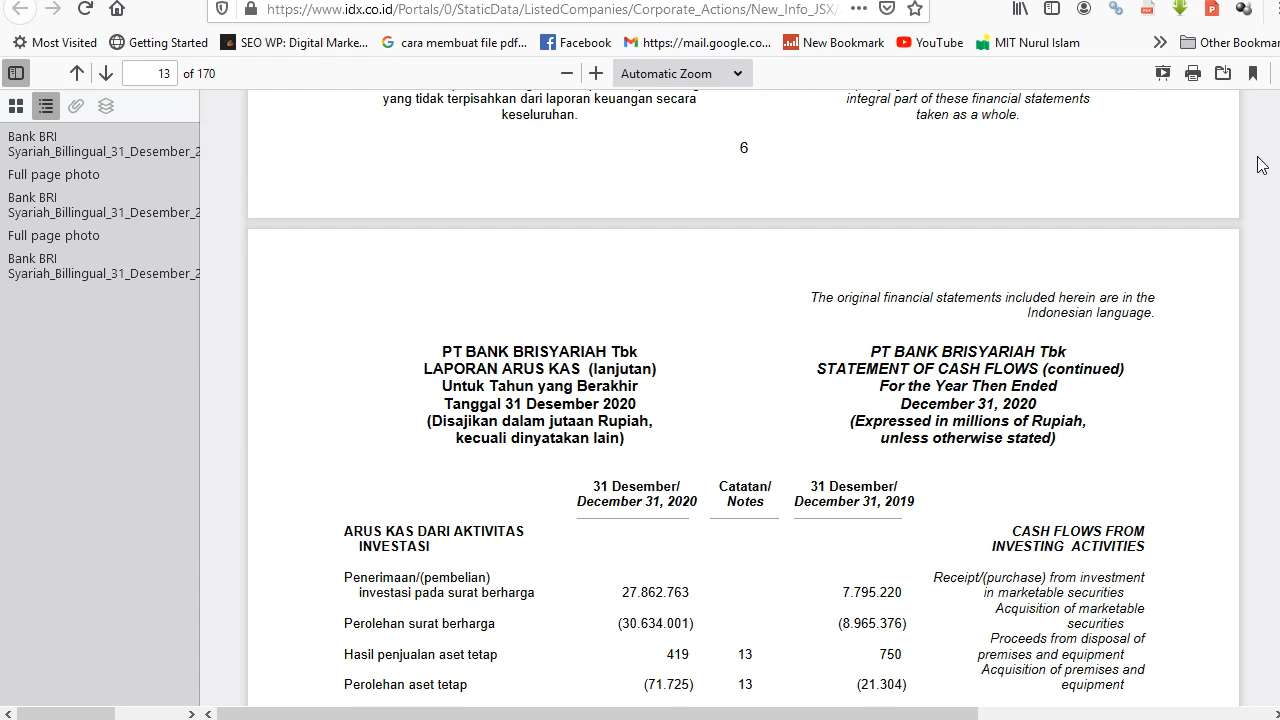 https://www.idx.co.id/Portals/0/StaticData/ListedCompanies/Corporate_Actions/New_Info_JSX/
Most Visited Getting Started SEO WP: Digital Marke... cara membuat file pdf... Facebook https://mail.google.co... New Bookmark YouTube MIT Nurul Islam Other Bookmar
13 of 170 Automatic Zoom
Bank BRI
Syariah_Billingual_31_Desember_2
Full page photo
Bank BRI
Syariah_Billingual_31_Desember_2
Full page photo
Bank BRI
Syariah_Billingual_31_Desember_2
yang tidak terpisahkan dari laporan keuangan secara
keseluruhan.
integral part of these financial statements
taken as a whole.
6
The original financial statements included herein are in the
Indonesian language.
PT BANK BRISYARIAH Tbk
LAPORAN ARUS KAS (lanjutan)
Untuk Tahun yang Berakhir
Tanggal 31 Desember 2020
(Disajikan dalam jutaan Rupiah,
kecuali dinyatakan lain)
PT BANK BRISYARIAH Tbk
STATEMENT OF CASH FLOWS (continued)
For the Year Then Ended
December 31, 2020
(Expressed in millions of Rupiah,
unless otherwise stated)
31 Desember/ Catatan/ 31 Desember/
December 31, 2020 Notes December 31, 2019
ARUS KAS DARI AKTIVITAS CASH FLOWS FROM
INVESTASI INVESTING ACTIVITIES
Penerimaan/(pembelian) Receipt/(purchase) from investment
investasi pada surat berharga 27.862.763 7.795.220 in marketable securities
Acquisition of marketable
Perolehan surat berharga (30.634.001) (8.965.376) securities
Proceeds from disposal of
Hasil penjualan aset tetap 419 13 750 premises and equipment
Acquisition of premises and
Perolehan aset tetap (71.725) 13 (21.304) equipment